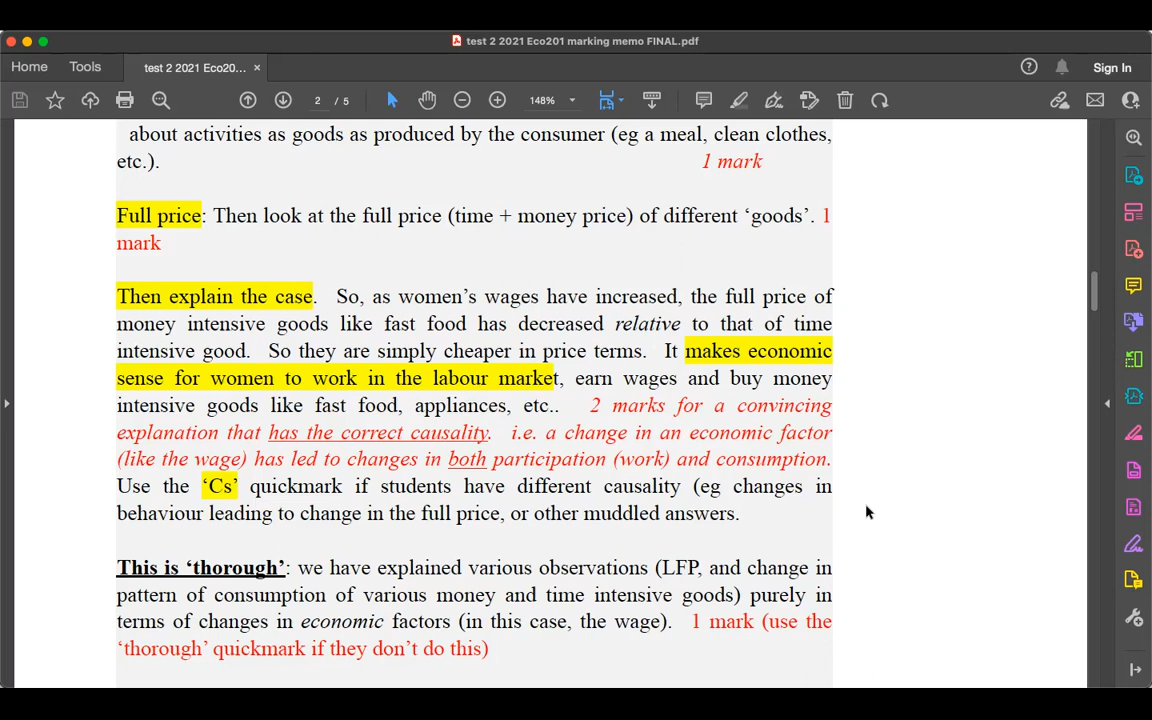 test 2 2021 Eco201 marking memo FINAL.pdf
Home Tools test 2 2021 Eco20... × Sign In
2 / 5 148%
about activities as goods as produced by the consumer (eg a meal, clean clothes,
etc.). 1 mark
Full price: Then look at the full price (time + money price) of different ‘goods’. 1
mark
Then explain the case. So, as women’s wages have increased, the full price of
money intensive goods like fast food has decreased relative to that of time
intensive good. So they are simply cheaper in price terms. It makes economic
sense for women to work in the labour market, earn wages and buy money
intensive goods like fast food, appliances, etc.. 2 marks for a convincing
explanation that has the correct causality. i.e. a change in an economic factor
(like the wage) has led to changes in both participation (work) and consumption.
Use the ‘Cs’ quickmark if students have different causality (eg changes in
behaviour leading to change in the full price, or other muddled answers.
This is ‘thorough’: we have explained various observations (LFP, and change in
pattern of consumption of various money and time intensive goods) purely in
terms of changes in economic factors (in this case, the wage). 1 mark (use the
‘thorough’ quickmark if they don’t do this)